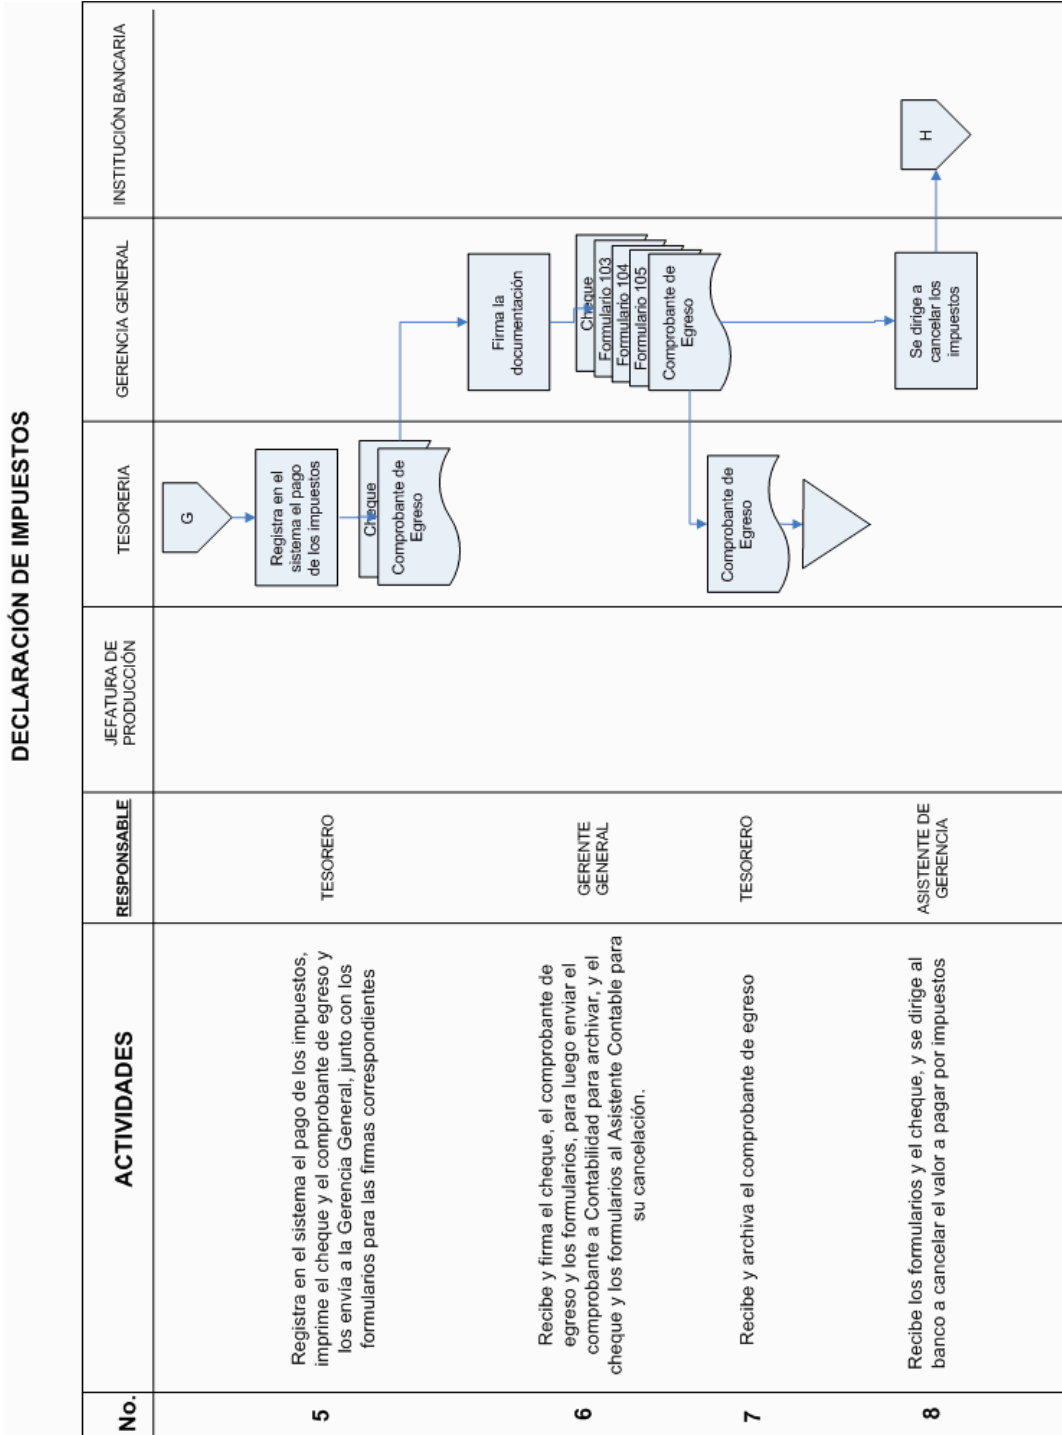 DECLARACIÓN DE IMPUESTOS
No.
ACTIVIDADES
RESPONSABLE
JEFATURA DE
PRODUCCIÓN
TESORERIA
GERENCIA GENERAL
INSTITUCIÓN BANCARIA
5
Registra en el sistema el pago de los impuestos,
imprime el cheque y el comprobante de egreso y
los envía a la Gerencia General, junto con los
formularios para las firmas correspondientes
TESORERO
G
Registra en el
sistema el pago
de los impuestos
Cheque
Comprobante de
Egreso
6
Recibe y firma el cheque, el comprobante de
egreso y los formularios, para luego enviar el
comprobante a Contabilidad para archivar, y el
cheque y los formularios al Asistente Contable para
su cancelación.
GERENTE
GENERAL
Firma la
documentación
Cheque
Formulario 103
Formulario 104
Formulario 105
Comprobante de
Egreso
7
Recibe y archiva el comprobante de egreso
TESORERO
Comprobante de
Egreso
8
Recibe los formularios y el cheque, y se dirige al
banco a cancelar el valor a pagar por impuestos
ASISTENTE DE
GERENCIA
Se dirige a
cancelar los
impuestos
H